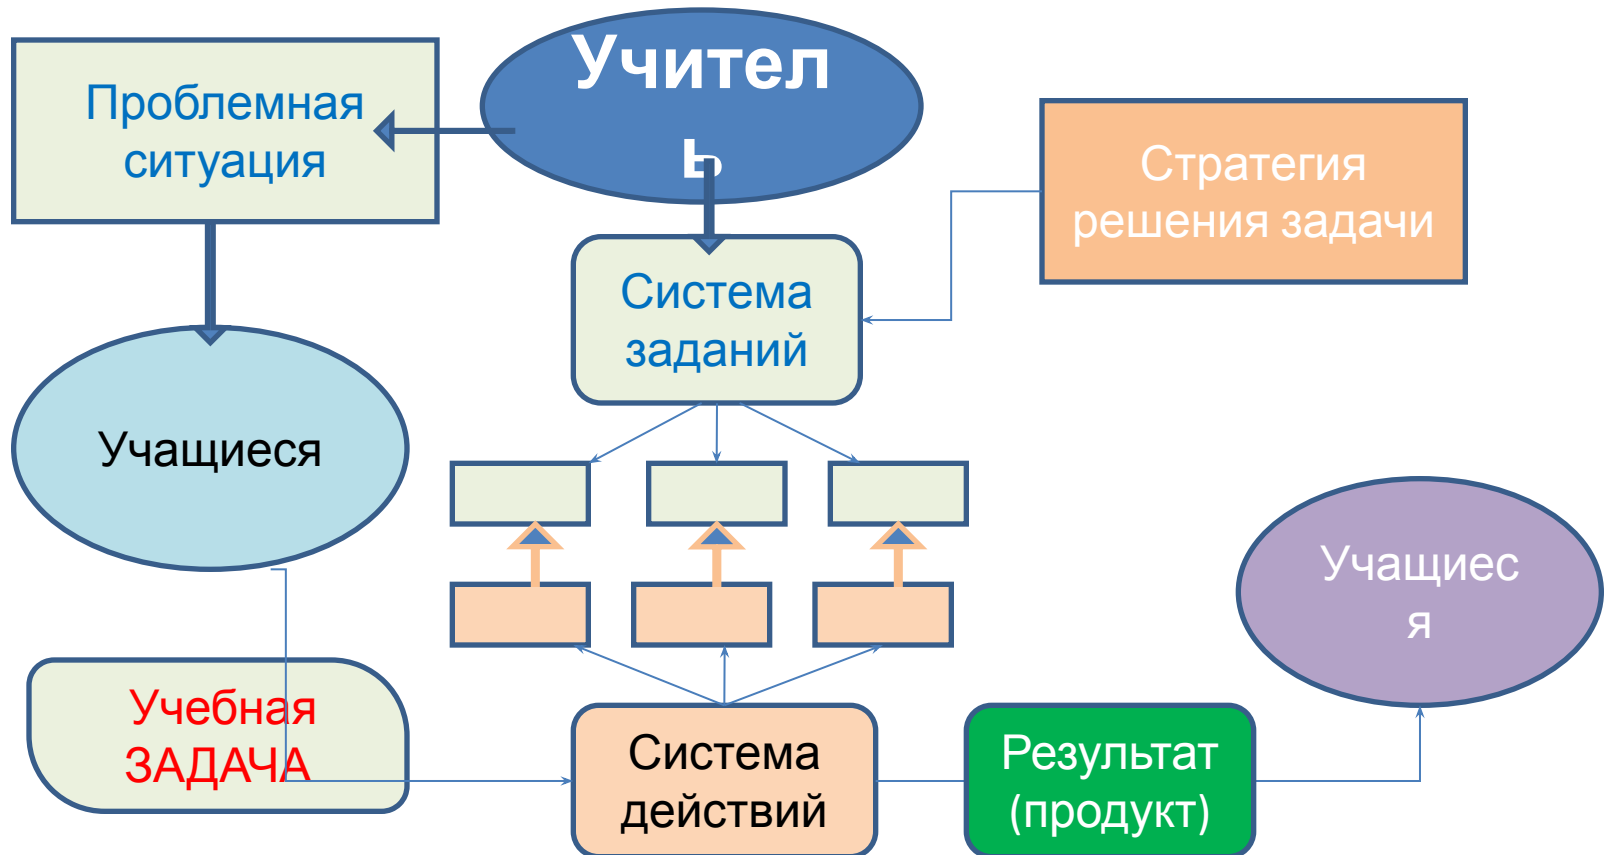 Учител
ь
Проблемная
ситуация
Стратегия
решения задачи
Система
заданий
Учащиеся
Учащиес
я
Учебная
ЗАДАЧА
Система
действий
Результат
(продукт)